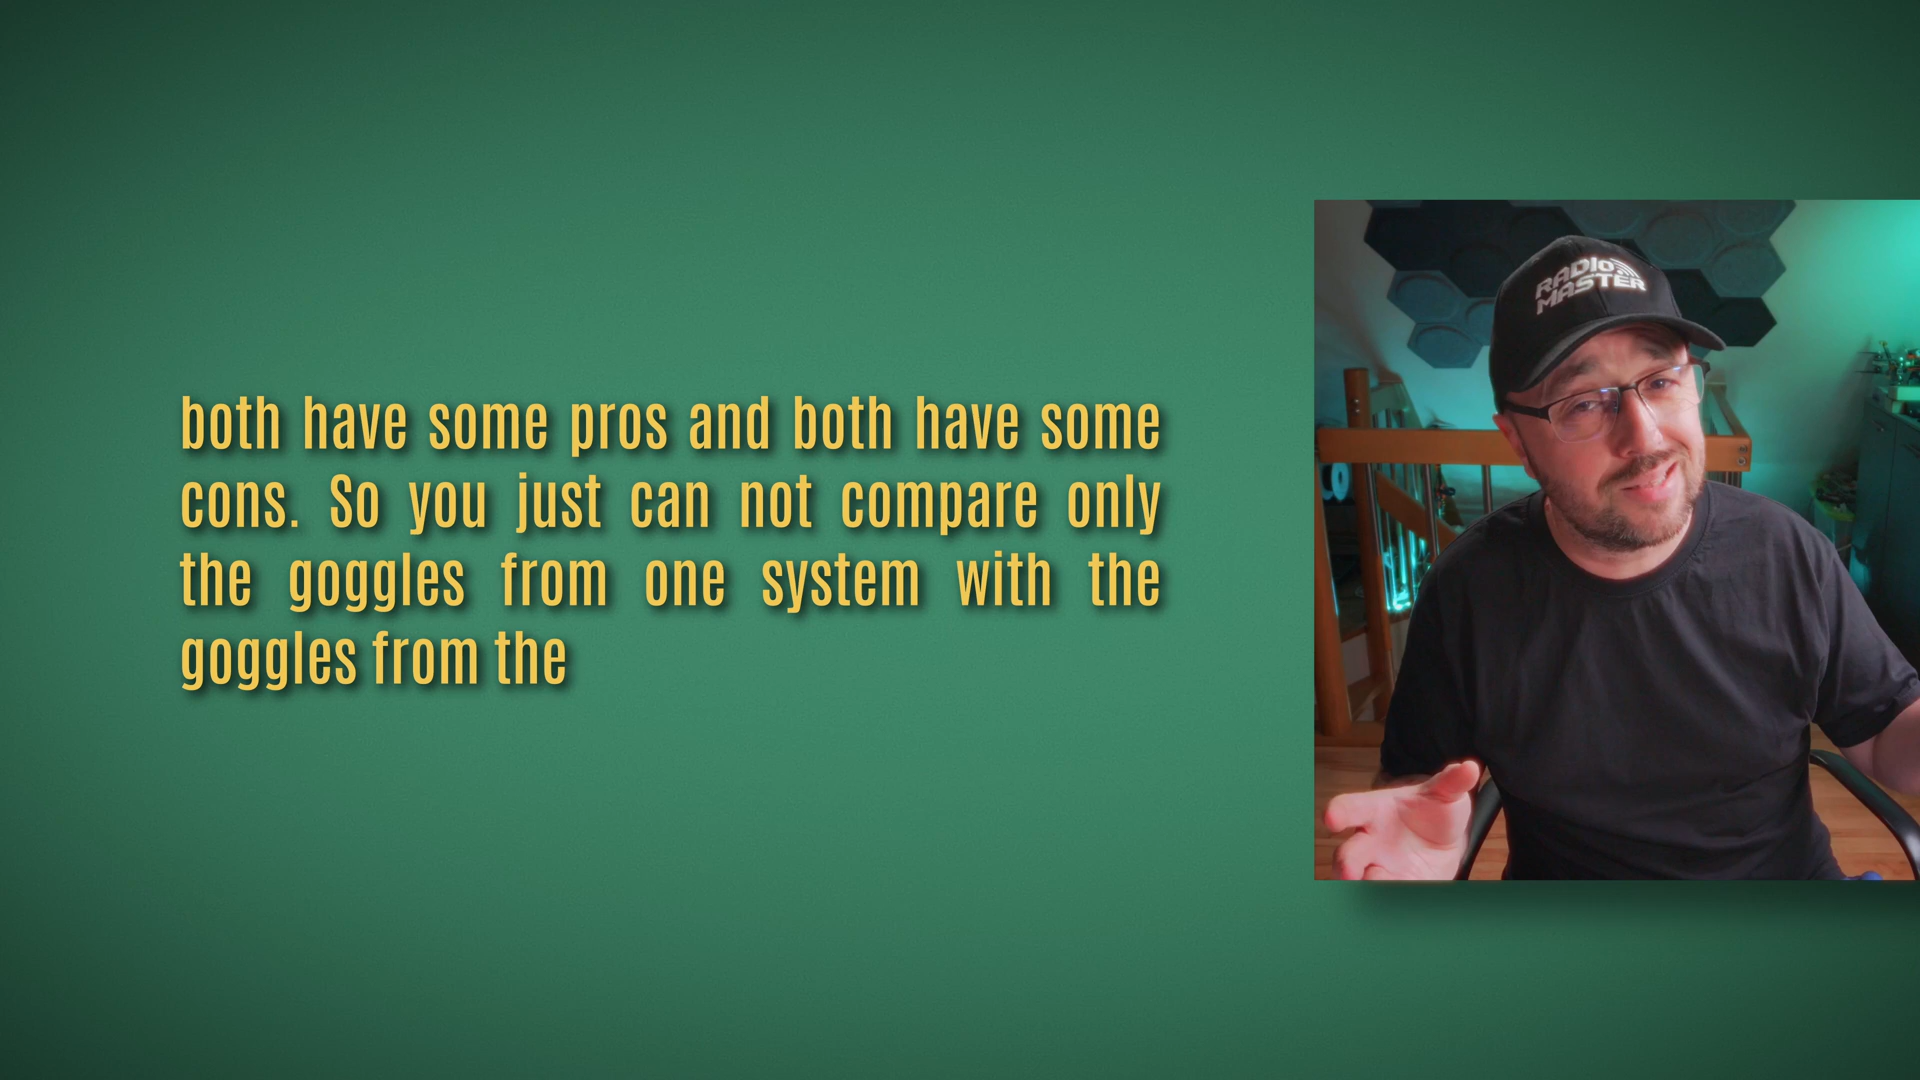 both have some pros and both have some
cons. So you just can not compare only
the goggles from one system with the
goggles from the
RADIO
MASTER